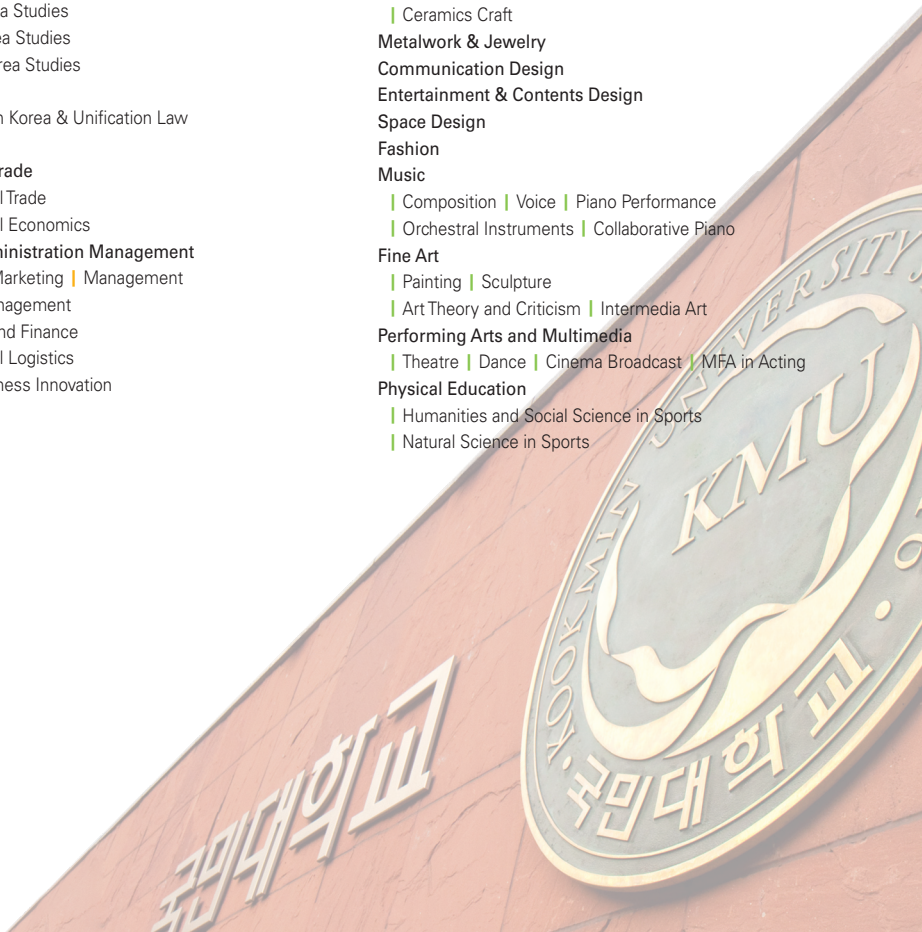 a Studies
ea Studies
rea Studies
n Korea & Unification Law
rade
l Trade
l Economics
ministration Management
Marketing | Management
nagement
nd Finance
l Logistics
ness Innovation
| Ceramics Craft
Metalwork & Jewelry
Communication Design
Entertainment & Contents Design
Space Design
Fashion
Music
| Composition | Voice | Piano Performance
| Orchestral Instruments | Collaborative Piano
Fine Art
| Painting | Sculpture
| Art Theory and Criticism | Intermedia Art
Performing Arts and Multimedia
| Theatre | Dance | Cinema Broadcast | MFA in Acting
Physical Education
| Humanities and Social Science in Sports
| Natural Science in Sports
KOOKMIN UNIVERSITY
KMU
국민대학교
국민대학교